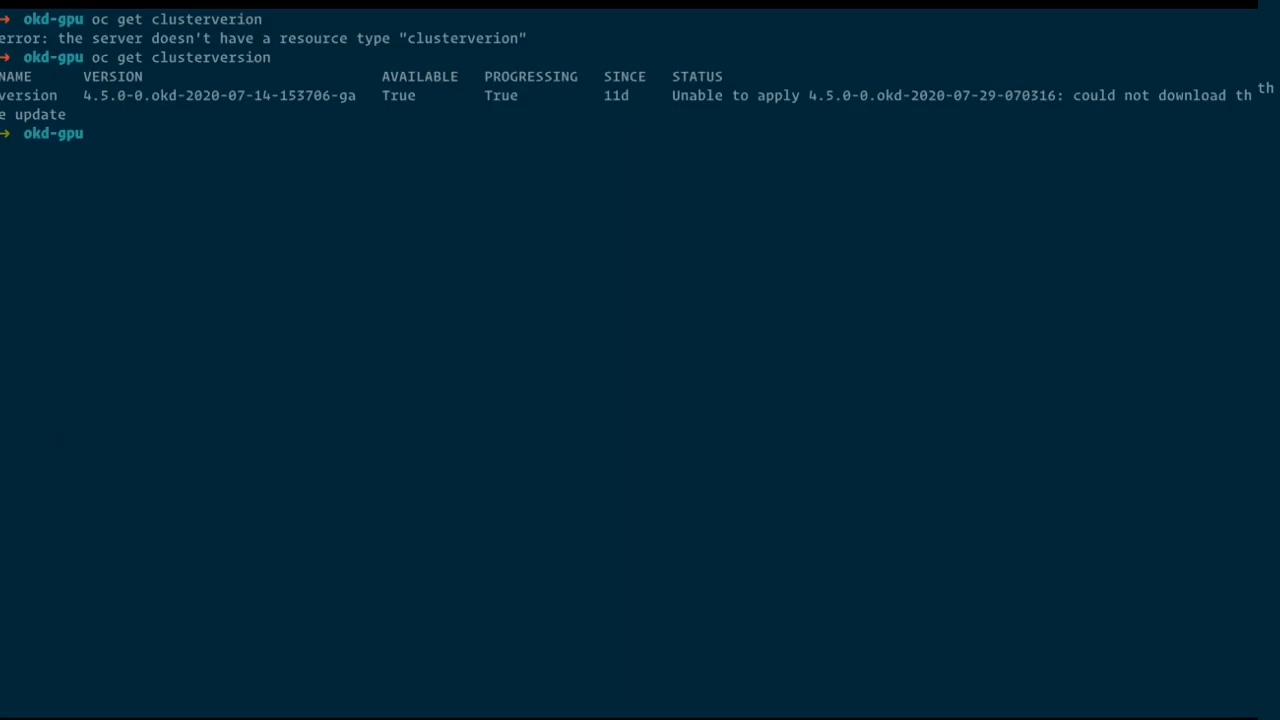 → okd-gpu oc get clusterverion
error: the server doesn't have a resource type "clusterverion"
→ okd-gpu oc get clusterversion
NAME VERSION AVAILABLE PROGRESSING SINCE STATUS
version 4.5.0-0.okd-2020-07-14-153706-ga True True 11d Unable to apply 4.5.0-0.okd-2020-07-29-070316: could not download th th
e update
→ okd-gpu